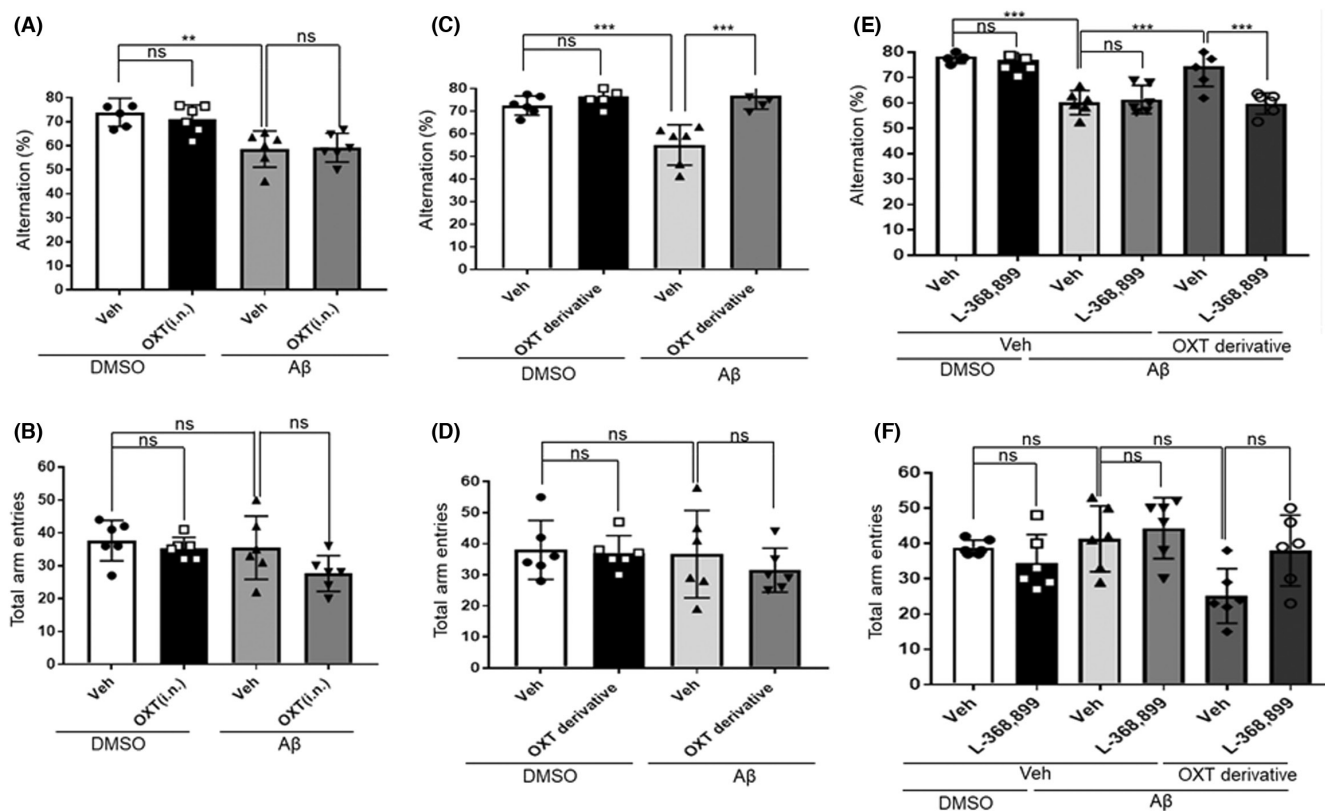 (A)
**
ns
ns
80
70
60
50
40
30
20
10
0
Alternation (%)
Veh
OXT(i.n.)
Veh
OXT(i.n.)
DMSO
Aβ
(C)
***
***
ns
80
70
60
50
40
30
20
10
0
Alternation (%)
Veh
OXT derivative
Veh
OXT derivative
DMSO
Aβ
(E)
***
***
***
ns
ns
80
70
60
50
40
30
20
10
0
Alternation (%)
Veh
L-368,899
Veh
L-368,899
Veh
L-368,899
Veh
OXT derivative
DMSO
Aβ
(B)
ns
ns
ns
60
50
40
30
20
10
0
Total arm entries
Veh
OXT(i.n.)
Veh
OXT(i.n.)
DMSO
Aβ
(D)
ns
ns
ns
60
50
40
30
20
10
0
Total arm entries
Veh
OXT derivative
Veh
OXT derivative
DMSO
Aβ
(F)
ns
ns
ns
ns
ns
60
50
40
30
20
10
0
Total arm entries
Veh
L-368,899
Veh
L-368,899
Veh
L-368,899
Veh
OXT derivative
DMSO
Aβ